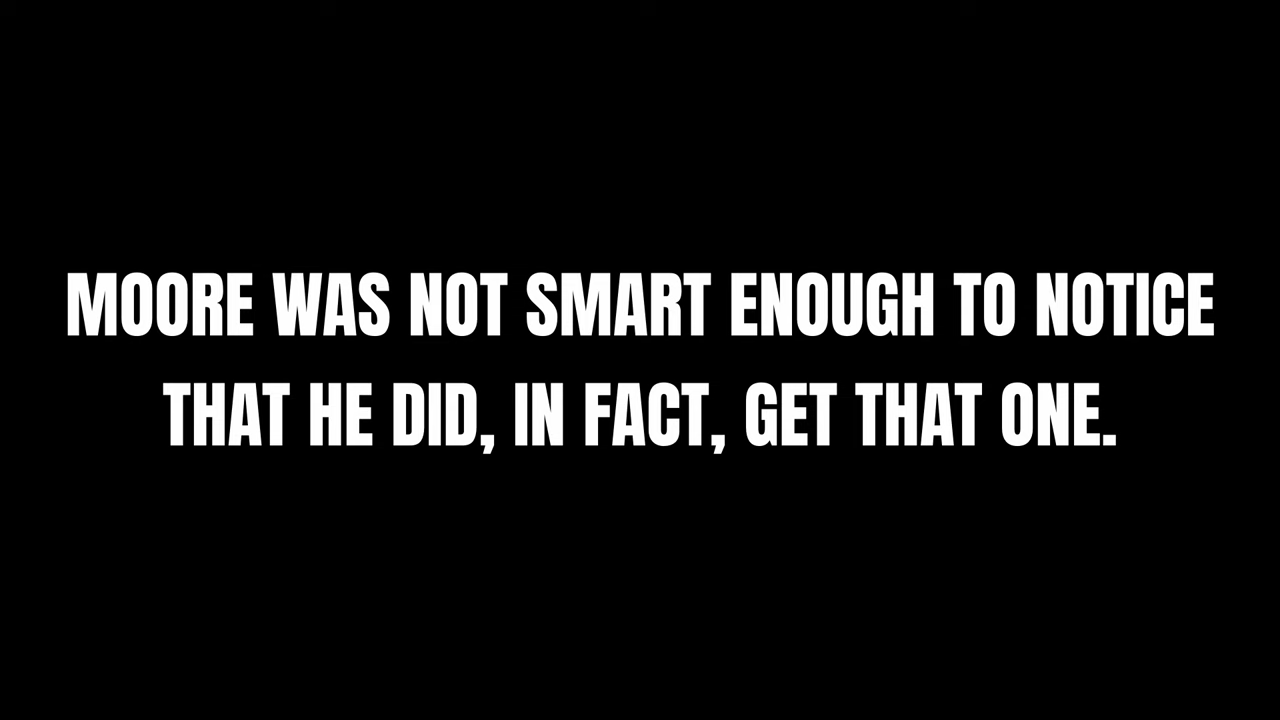 MOORE WAS NOT SMART ENOUGH TO NOTICE
THAT HE DID, IN FACT, GET THAT ONE.